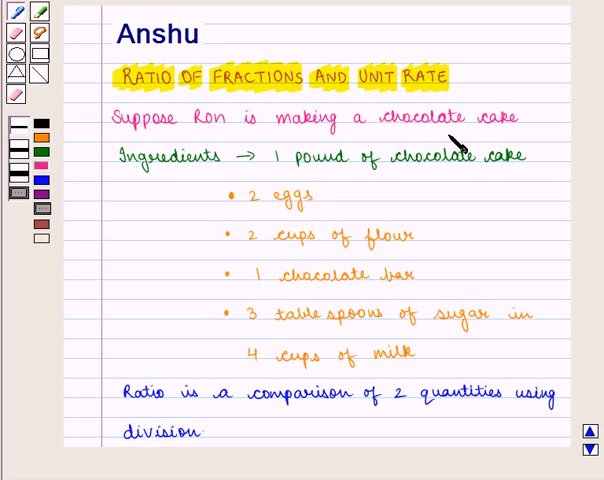 Anshu
RATIO OF FRACTIONS AND UNIT RATE
Suppose Ron is making a chocolate cake
Ingredients → 1 pound of chocolate cake
• 2 eggs
• 2 cups of flour
• 1 chocolate bar
• 3 tablespoons of sugar in
4 cups of milk
Ratio is a comparison of 2 quantities using
division.